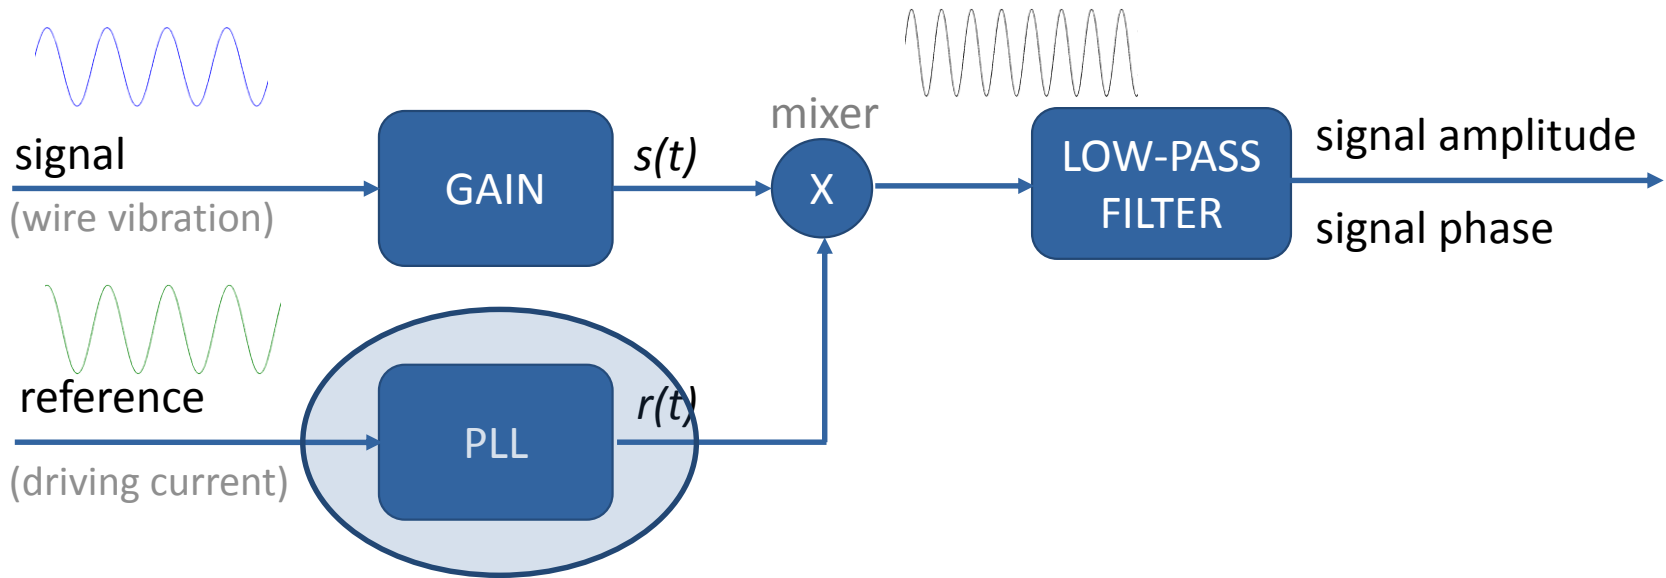 signal
(wire vibration)
GAIN
s(t)
mixer
X
LOW-PASS
FILTER
signal amplitude
signal phase
reference
(driving current)
PLL
r(t)